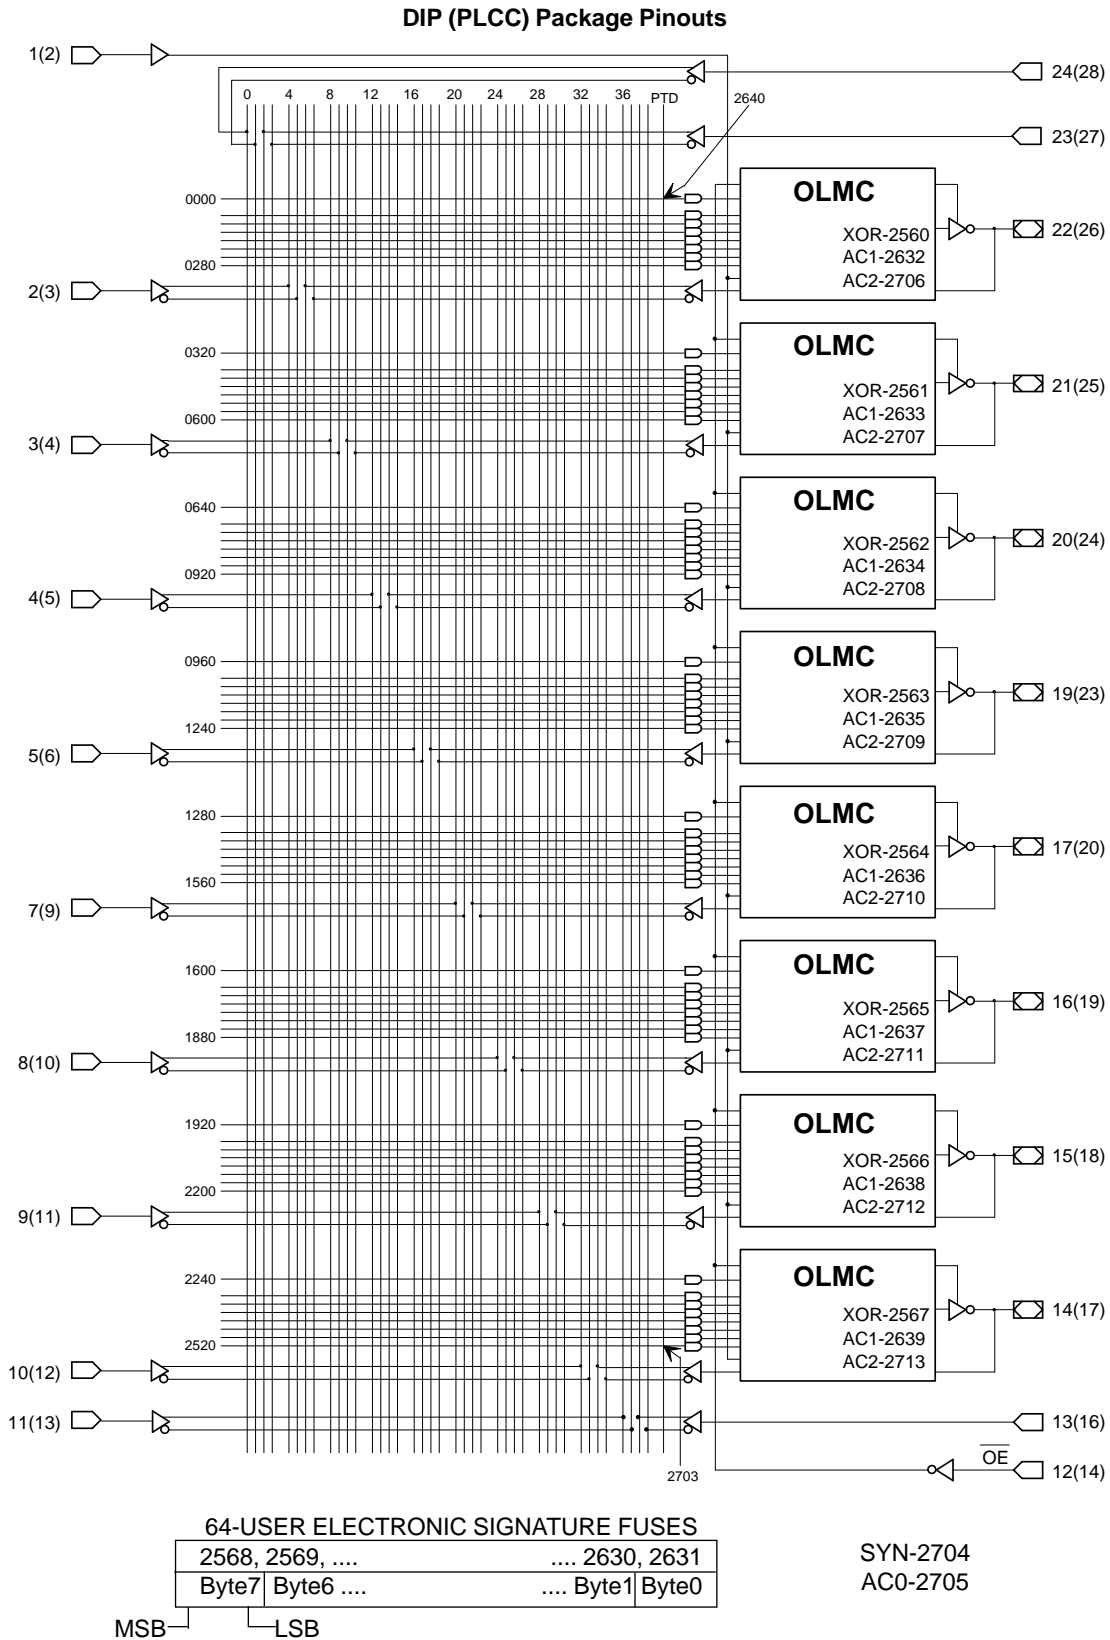 DIP (PLCC) Package Pinouts
1(2)
24(28)
0 4 8 12 16 20 24 28 32 36 PTD 2640
23(27)
0000
OLMC
XOR-2560
22(26)
AC1-2632
0280
AC2-2706
2(3)
0320
OLMC
XOR-2561
21(25)
AC1-2633
0600
AC2-2707
3(4)
0640
OLMC
XOR-2562
20(24)
AC1-2634
0920
AC2-2708
4(5)
0960
OLMC
XOR-2563
19(23)
AC1-2635
1240
AC2-2709
5(6)
1280
OLMC
XOR-2564
17(20)
AC1-2636
1560
AC2-2710
7(9)
1600
OLMC
XOR-2565
16(19)
AC1-2637
1880
AC2-2711
8(10)
1920
OLMC
XOR-2566
15(18)
AC1-2638
2200
AC2-2712
9(11)
2240
OLMC
XOR-2567
14(17)
AC1-2639
2520
AC2-2713
10(12)
11(13)
13(16)
2703
OE
12(14)
64-USER ELECTRONIC SIGNATURE FUSES
2568, 2569, .... .... 2630, 2631
Byte7 Byte6 .... .... Byte1 Byte0
MSB LSB
SYN-2704
AC0-2705